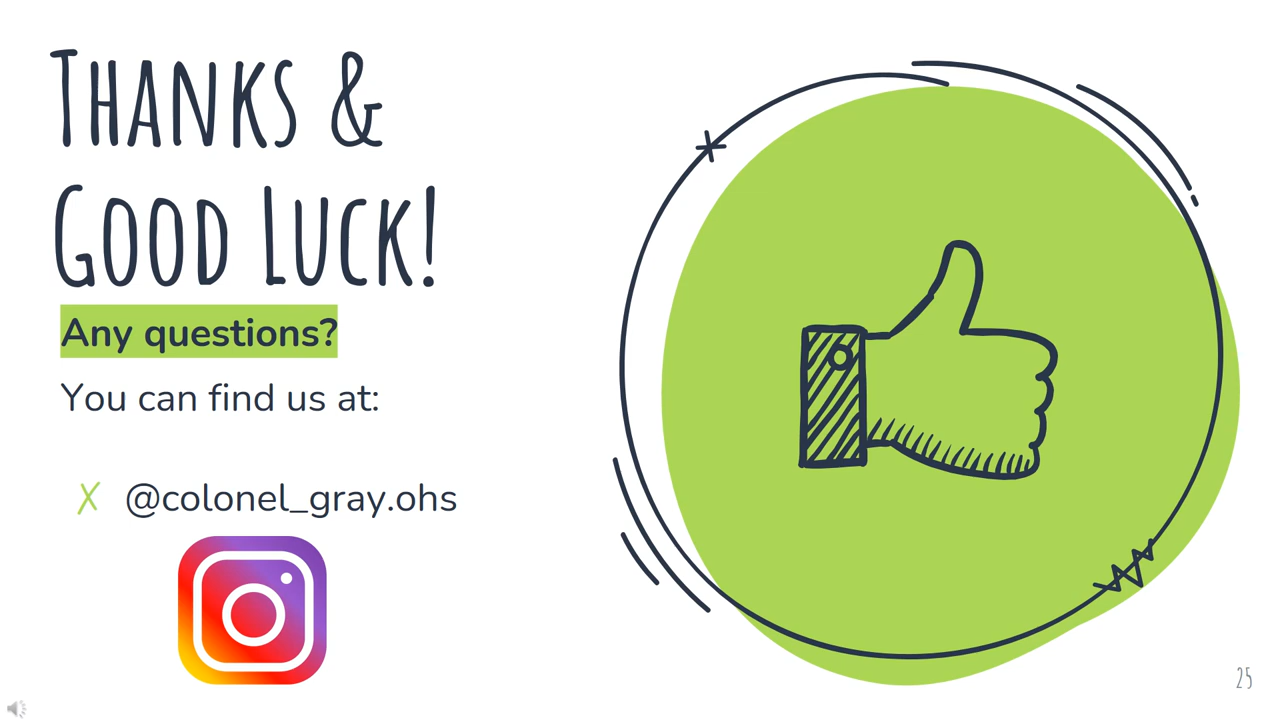 Thanks &
Good Luck!
Any questions?
You can find us at:
@colonel_gray.ohs
25